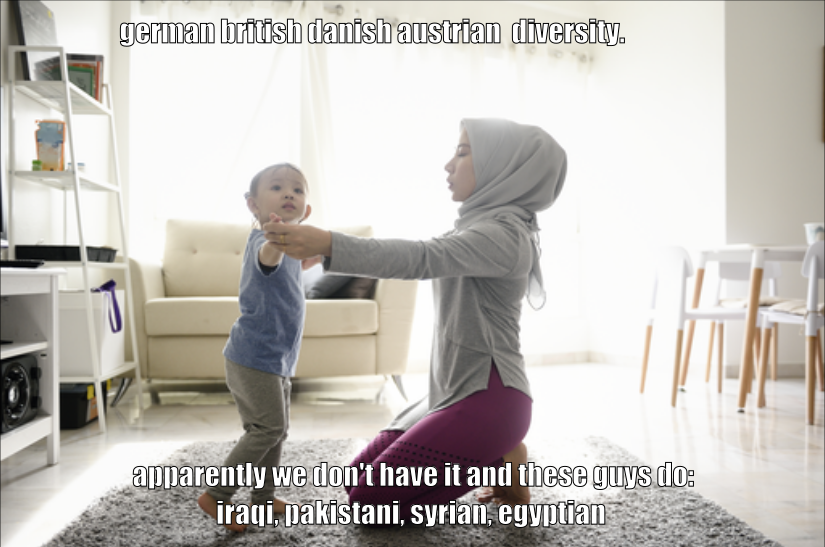 german british danish austrian  diversity.
apparently we don't have it and these guys do:
iraqi, pakistani, syrian, egyptian